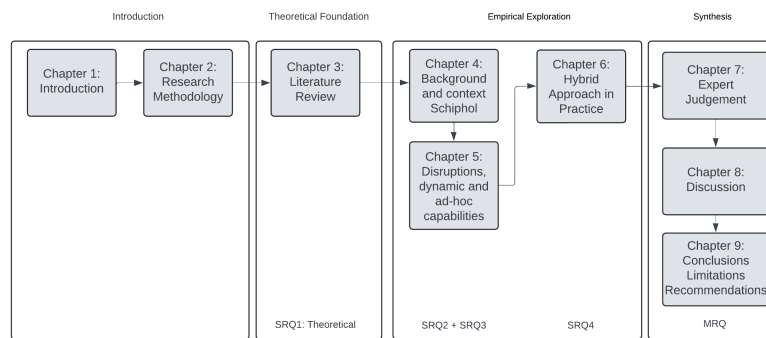 Introduction
Theoretical Foundation
Empirical Exploration
Synthesis
Chapter 1:
Introduction
Chapter 2:
Research
Methodology
Chapter 3:
Literature
Review
Chapter 4:
Background
and context
Schiphol
Chapter 5:
Disruptions,
dynamic and
ad-hoc
capabilities
Chapter 6:
Hybrid
Approach in
Practice
Chapter 7:
Expert
Judgement
Chapter 8:
Discussion
Chapter 9:
Conclusions
Limitations
Recommendations
SRQ1: Theoretical
SRQ2 + SRQ3
SRQ4
MRQ